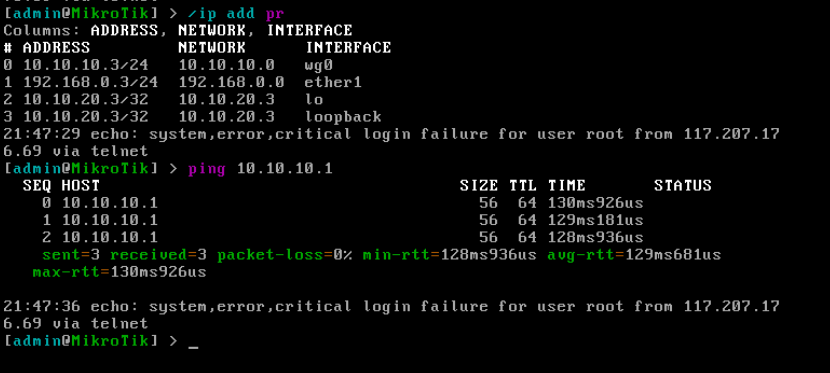 [admin@MikroTik] > /ip add pr
Columns: ADDRESS, NETWORK, INTERFACE
# ADDRESS NETWORK INTERFACE
0 10.10.10.3/24 10.10.10.0 wg0
1 192.168.0.3/24 192.168.0.0 ether1
2 10.10.20.3/32 10.10.20.3 lo
3 10.10.20.3/32 10.10.20.3 loopback
21:47:29 echo: system,error,critical login failure for user root from 117.207.17
6.69 via telnet
[admin@MikroTik] > ping 10.10.10.1
SEQ HOST SIZE TTL TIME STATUS
0 10.10.10.1 56 64 130ms926us
1 10.10.10.1 56 64 129ms181us
2 10.10.10.1 56 64 128ms936us
sent=3 received=3 packet-loss=0% min-rtt=128ms936us avg-rtt=129ms681us
max-rtt=130ms926us
21:47:36 echo: system,error,critical login failure for user root from 117.207.17
6.69 via telnet
[admin@MikroTik] > _